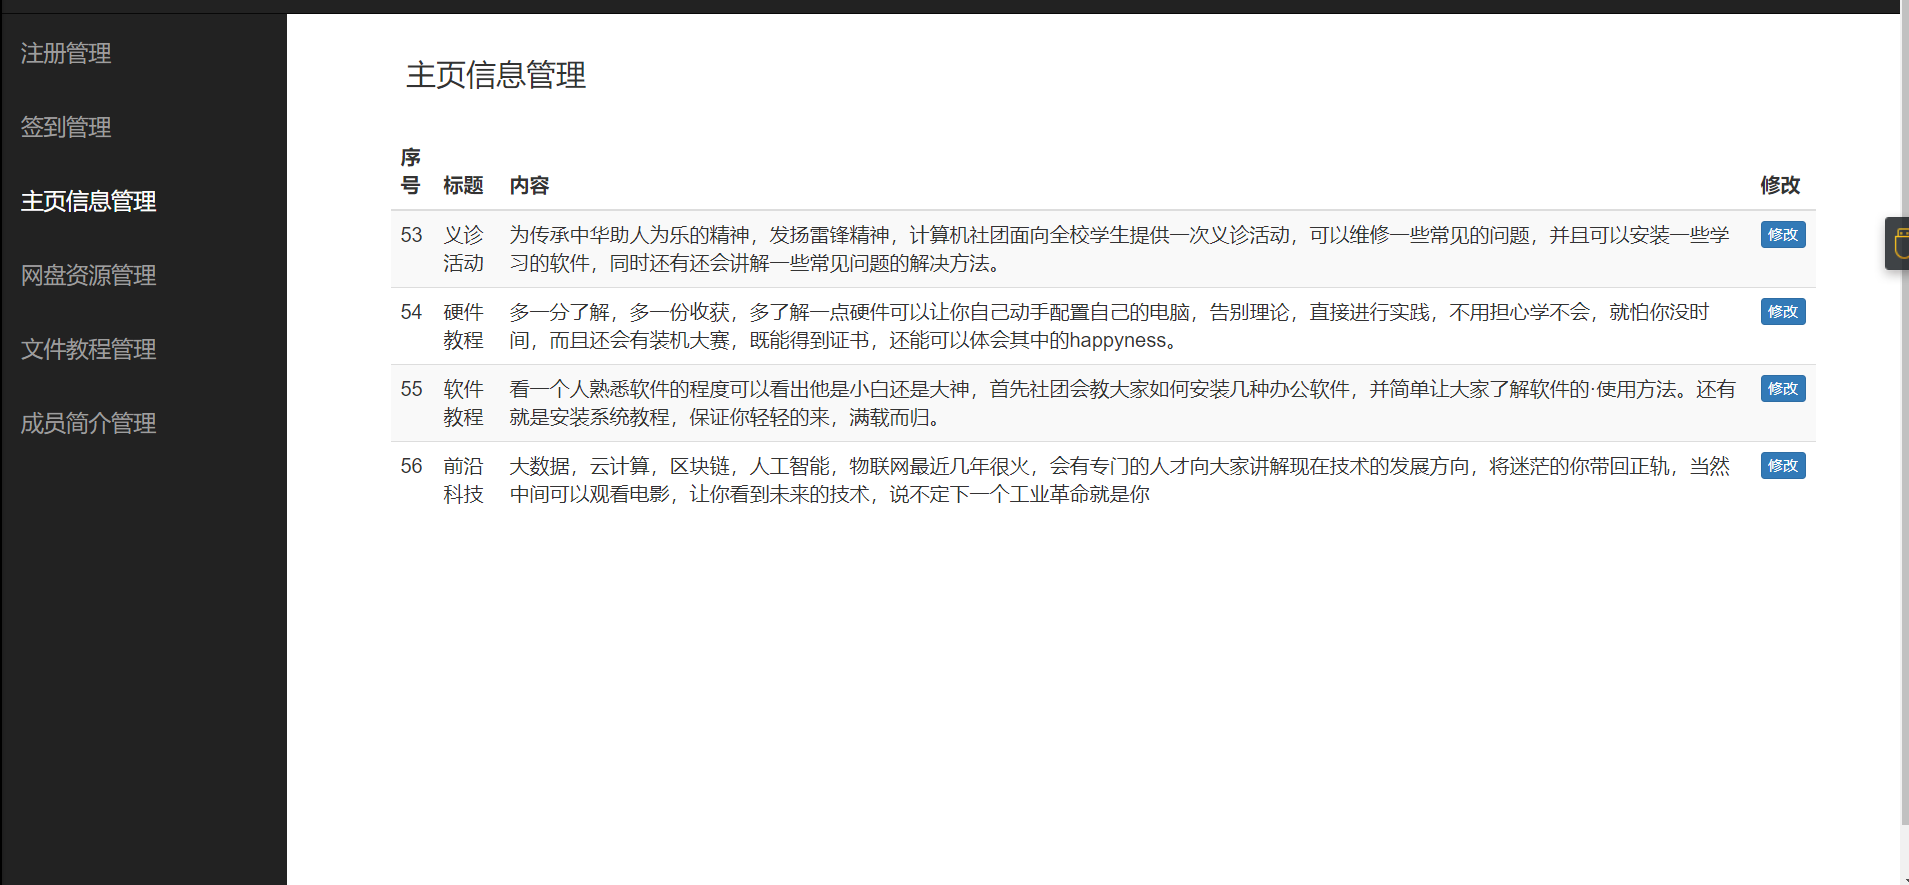 注册管理
签到管理
主页信息管理
网盘资源管理
文件教程管理
成员简介管理
主页信息管理
序
号 标题 内容 修改
53 义诊 为传承中华助人为乐的精神，发扬雷锋精神，计算机社团面向全校学生提供一次义诊活动，可以维修一些常见的问题，并且可以安装一些学 修改
活动 习的软件，同时还有还会讲解一些常见问题的解决方法。
54 硬件 多一分了解，多一份收获，多了解一点硬件可以让你自己动手配置自己的电脑，告别理论，直接进行实践，不用担心学不会，就怕你没时 修改
教程 间，而且还会有装机大赛，既能得到证书，还能可以体会其中的happyness。
55 软件 看一个人熟悉软件的程度可以看出他是小白还是大神，首先社团会教大家如何安装几种办公软件，并简单让大家了解软件的·使用方法。还有 修改
教程 就是安装系统教程，保证你轻轻的来，满载而归。
56 前沿 大数据，云计算，区块链，人工智能，物联网最近几年很火，会有专门的人才向大家讲解现在技术的发展方向，将迷茫的你带回正轨，当然 修改
科技 中间可以观看电影，让你看到未来的技术，说不定下一个工业革命就是你